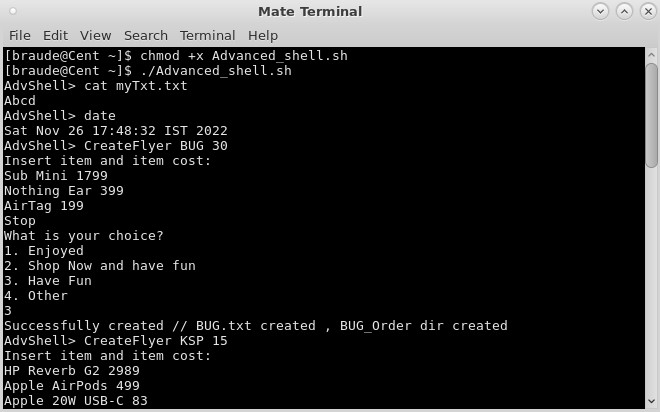 Mate Terminal
File Edit View Search Terminal Help
[braude@Cent ~]$ chmod +x Advanced_shell.sh
[braude@Cent ~]$ ./Advanced_shell.sh
AdvShell> cat myTxt.txt
Abcd
AdvShell> date
Sat Nov 26 17:48:32 IST 2022
AdvShell> CreateFlyer BUG 30
Insert item and item cost:
Sub Mini 1799
Nothing Ear 399
AirTag 199
Stop
What is your choice?
1. Enjoyed
2. Shop Now and have fun
3. Have Fun
4. Other
3
Successfully created // BUG.txt created , BUG_Order dir created
AdvShell> CreateFlyer KSP 15
Insert item and item cost:
HP Reverb G2 2989
Apple AirPods 499
Apple 20W USB-C 83